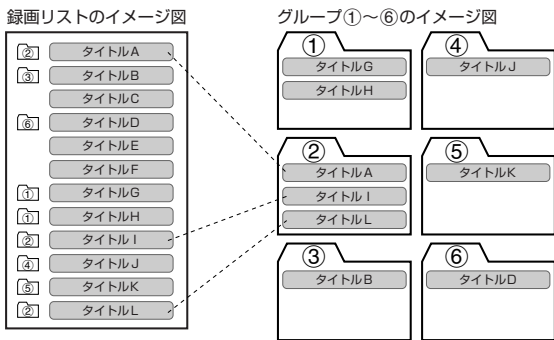 録画リストのイメージ図
② タイトルA
③ タイトルB
タイトルC
⑥ タイトルD
タイトルE
タイトルF
① タイトルG
① タイトルH
② タイトルI
④ タイトルJ
⑤ タイトルK
② タイトルL
グループ①〜⑥のイメージ図
①
タイトルG
タイトルH
④
タイトルJ
②
タイトルA
タイトルI
タイトルL
⑤
タイトルK
③
タイトルB
⑥
タイトルD